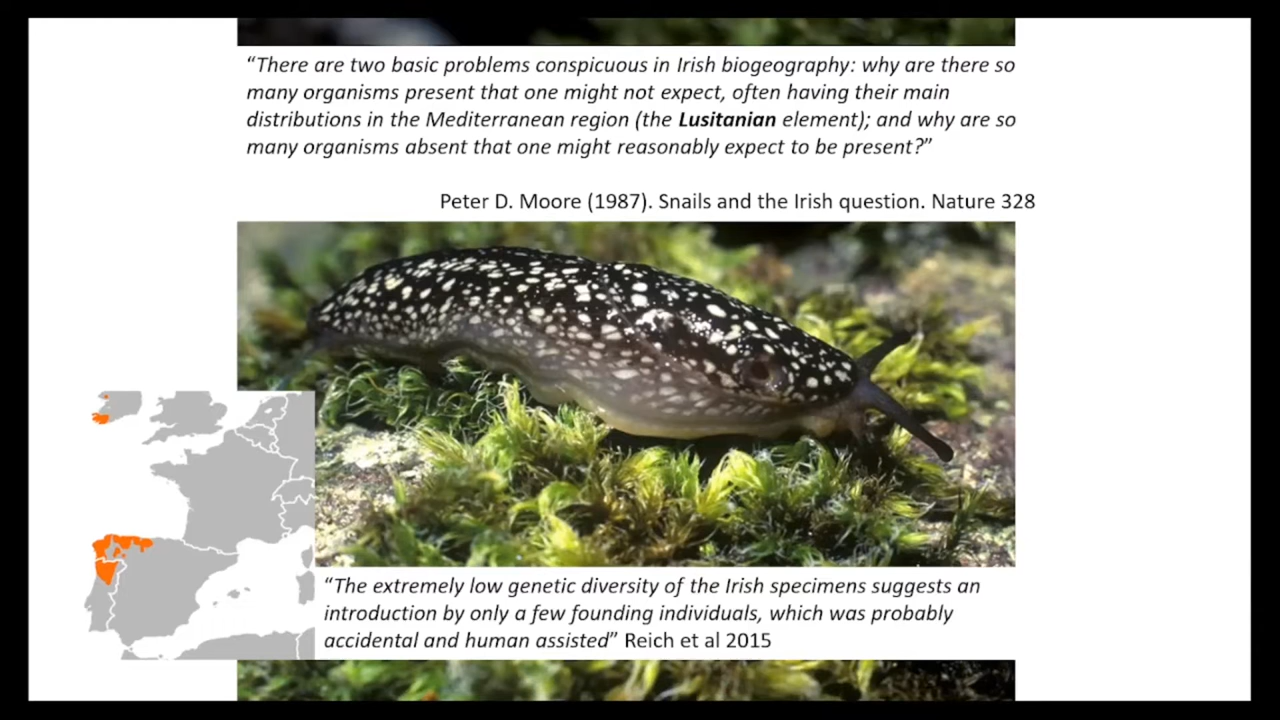 “There are two basic problems conspicuous in Irish biogeography: why are there so
many organisms present that one might not expect, often having their main
distributions in the Mediterranean region (the Lusitanian element); and why are so
many organisms absent that one might reasonably expect to be present?”
Peter D. Moore (1987). Snails and the Irish question. Nature 328
“The extremely low genetic diversity of the Irish specimens suggests an
introduction by only a few founding individuals, which was probably
accidental and human assisted” Reich et al 2015